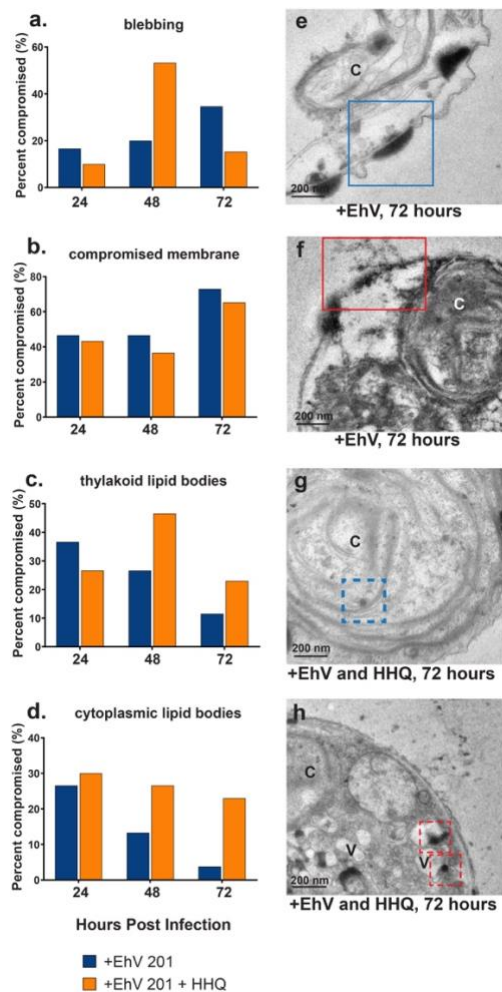 a.
blebbing
Percent compromised (%)
60
40
20
0
24 48 72
b.
compromised membrane
Percent compromised (%)
80
60
40
20
0
24 48 72
c.
thylakoid lipid bodies
Percent compromised (%)
50
40
30
20
10
0
24 48 72
d.
cytoplasmic lipid bodies
Percent compromised (%)
40
30
20
10
0
24 48 72
Hours Post Infection
+EhV 201
+EhV 201 + HHQ
e
C
200 nm
+EhV, 72 hours
f
C
200 nm
+EhV, 72 hours
g
C
200 nm
+EhV and HHQ, 72 hours
h
C
V
V
200 nm
+EhV and HHQ, 72 hours